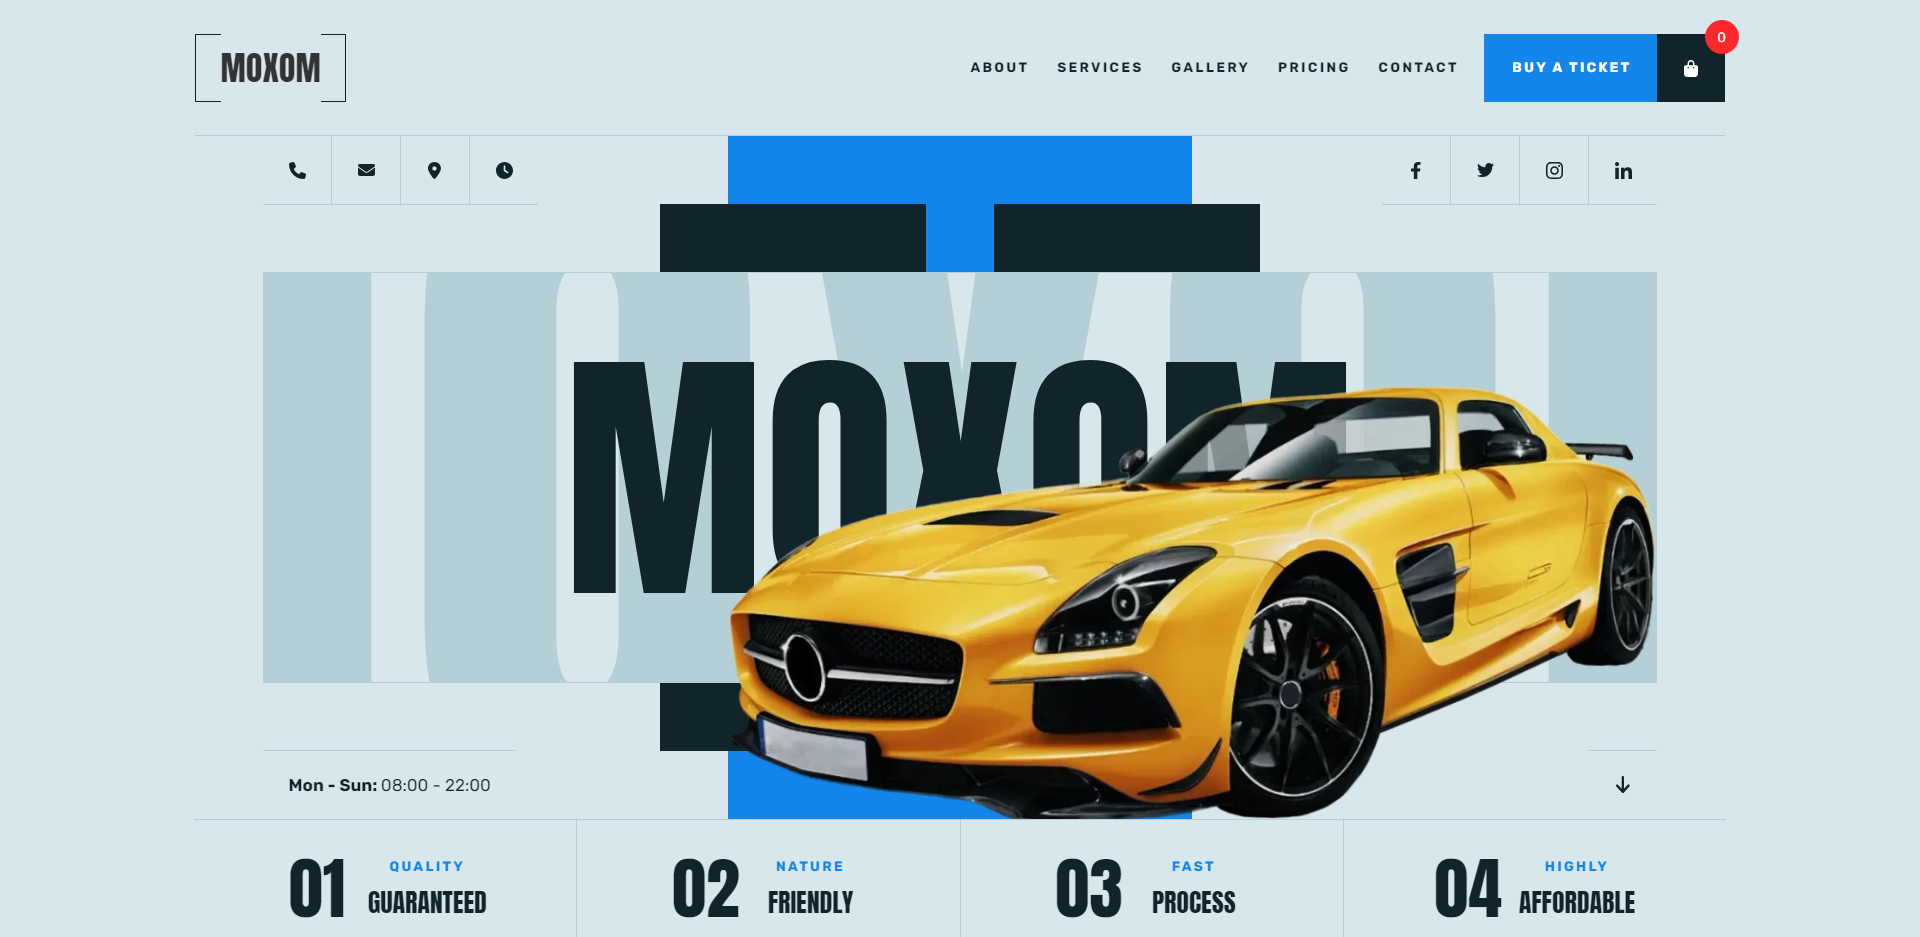 MOXOM
ABOUT SERVICES GALLERY PRICING CONTACT BUY A TICKET 0
MOXOM
Mon - Sun: 08:00 - 22:00
01 QUALITY GUARANTEED
02 NATURE FRIENDLY
03 FAST PROCESS
04 HIGHLY AFFORDABLE